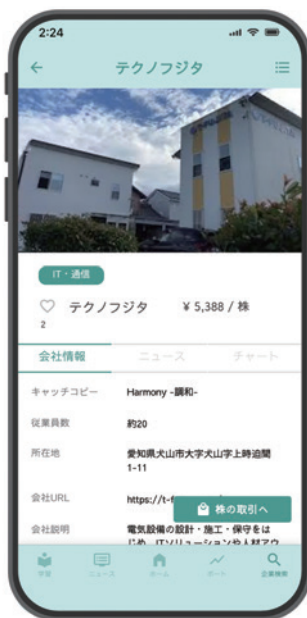 2:24
テクノフジタ
IT・通信
テクノフジタ ¥ 5,388 / 株
2
会社情報 ニュース チャート
キャッチコピー Harmony -調和-
従業員数 約20
所在地 愛知県犬山市大字犬山字上時迫間
1-11
会社URL https://t-f
株の取引へ
会社説明 電気設備の設計・施工・保守をは
じめ、ITソリューションや人材アウ
学習 ニュース ホーム ボート 企業検索